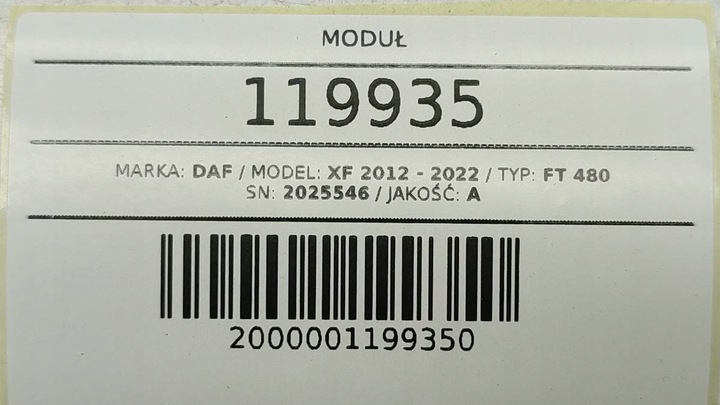 MODUŁ
119935
MARKA: DAF / MODEL: XF 2012 - 2022 / TYP: FT 480
SN: 2025546 / JAKOŚĆ: A
2000001199350